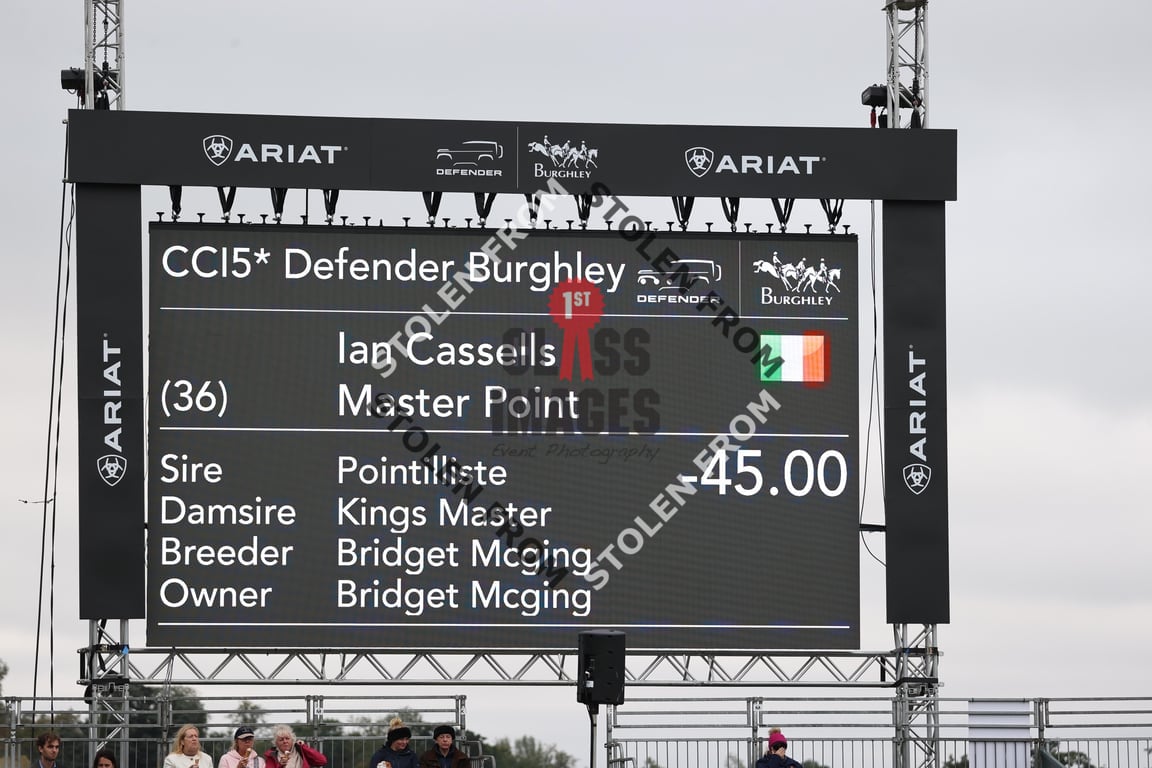 ARIAT
DEFENDER
BURGHLEY
ARIAT
CCI5* Defender Burghley
DEFENDER
BURGHLEY
Ian Cassells
(36) Master Point
Sire Pointilliste -45.00
Damsire Kings Master
Breeder Bridget Mcging
Owner Bridget Mcging
ARIAT
ARIAT
STOLEN FROM
STOLEN FROM
1ST
CLASS
IMAGES
Event Photography
STOLEN FROM
STOLEN FROM